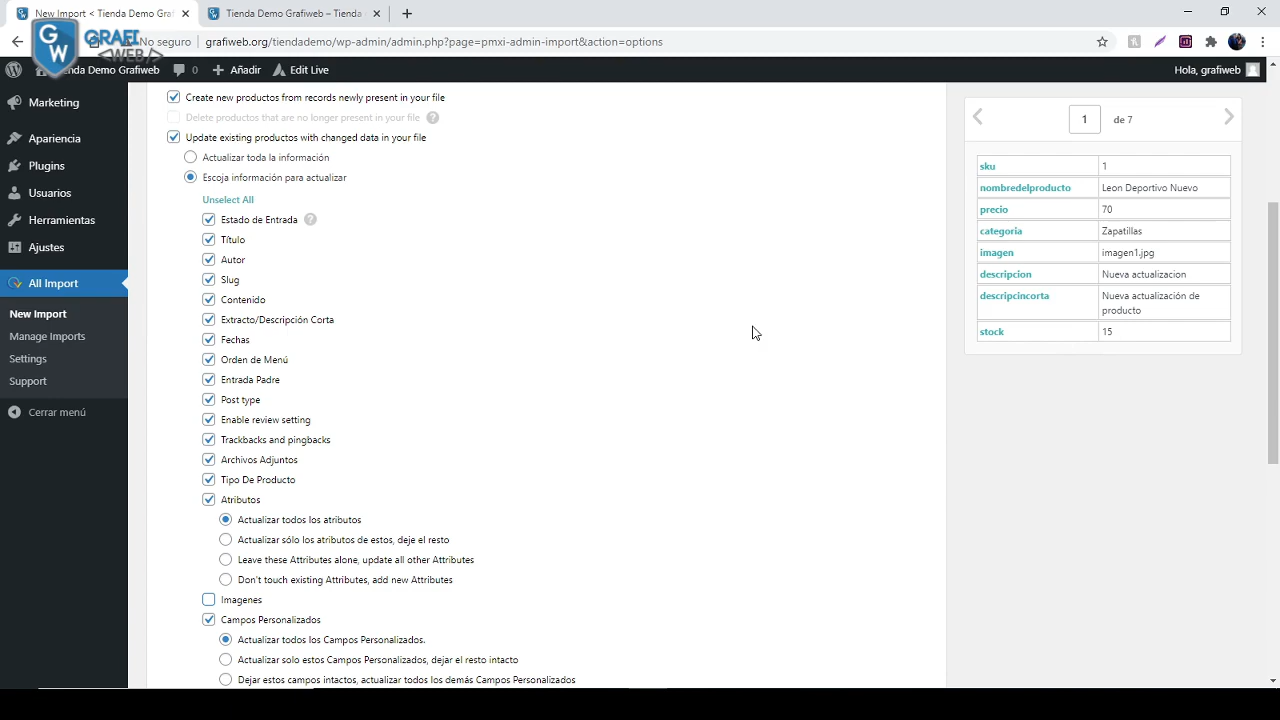 New Import < Tienda Demo Grafiweb
Tienda Demo Grafiweb – Tienda
GW GRAFI
<WEB/>
No seguro
grafiweb.org/tiendademo/wp-admin/admin.php?page=pmxi-admin-import&action=options
enda Demo Grafiweb
0
Añadir
Edit Live
Hola, grafiweb
Marketing
Apariencia
Plugins
Usuarios
Herramientas
Ajustes
All Import
New Import
Manage Imports
Settings
Support
Cerrar menú
Create new productos from records newly present in your file
Delete productos that are no longer present in your file ?
Update existing productos with changed data in your file
Actualizar toda la información
Escoja información para actualizar
Unselect All
Estado de Entrada ?
Título
Autor
Slug
Contenido
Extracto/Descripción Corta
Fechas
Orden de Menú
Entrada Padre
Post type
Enable review setting
Trackbacks and pingbacks
Archivos Adjuntos
Tipo De Producto
Atributos
Actualizar todos los atributos
Actualizar sólo los atributos de estos, deje el resto
Leave these Attributes alone, update all other Attributes
Don't touch existing Attributes, add new Attributes
Imagenes
Campos Personalizados
Actualizar todos los Campos Personalizados.
Actualizar solo estos Campos Personalizados, dejar el resto intacto
Dejar estos campos intactos, actualizar todos los demás Campos Personalizados
1 de 7
sku 1
nombredelproducto Leon Deportivo Nuevo
precio 70
categoria Zapatillas
imagen imagen1.jpg
descripcion Nueva actualizacion
descripcincorta Nueva actualización de
producto
stock 15